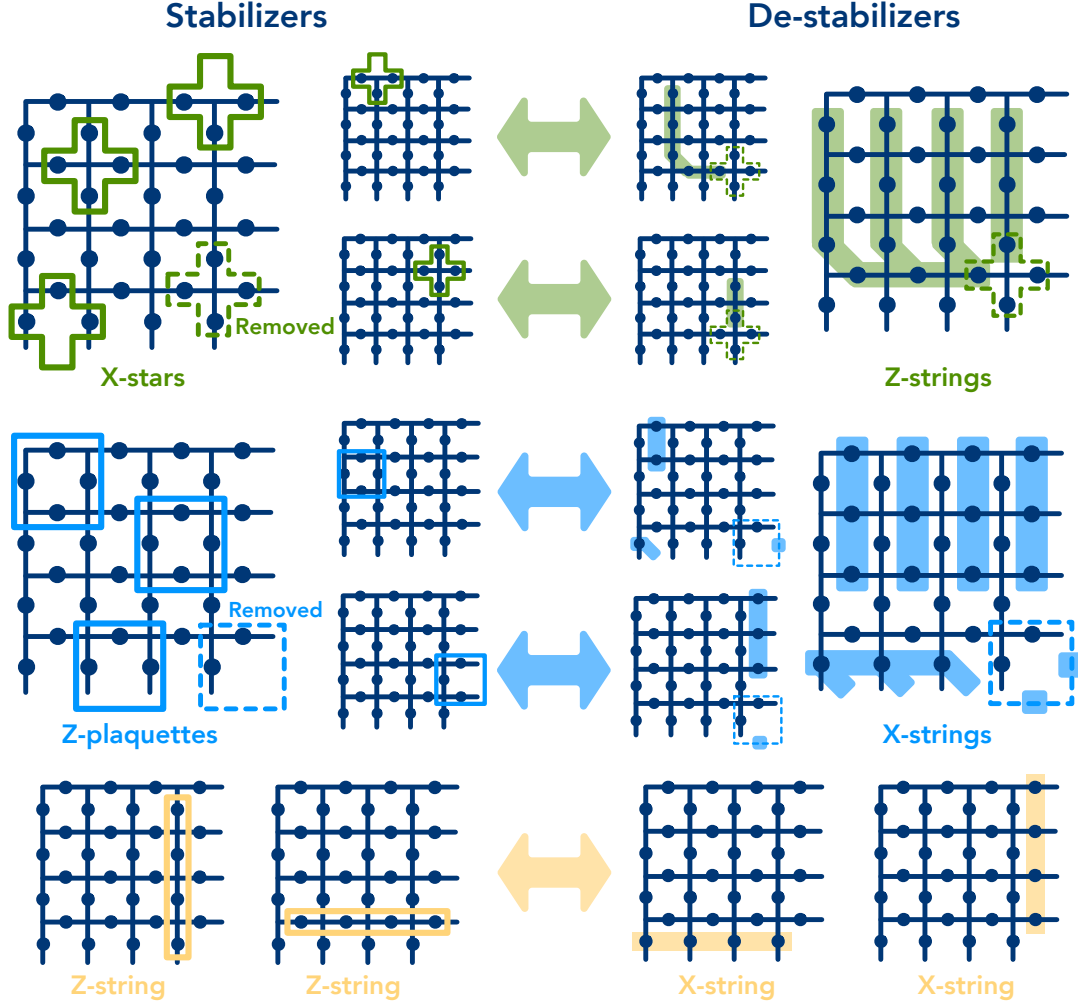 Stabilizers
De-stabilizers
Removed
X-stars
Z-strings
Removed
Z-plaquettes
X-strings
Z-string
Z-string
X-string
X-string